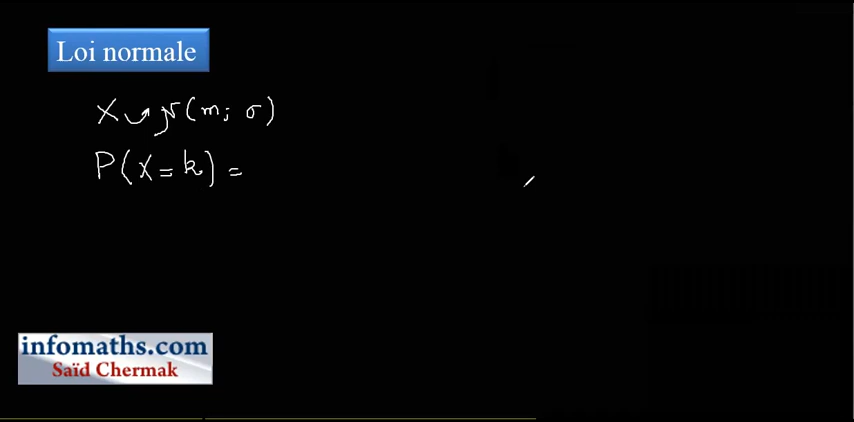 Loi normale
X ↝ 𝒩(m; σ)
P(X = k) =
infomaths.com
Saïd Chermak